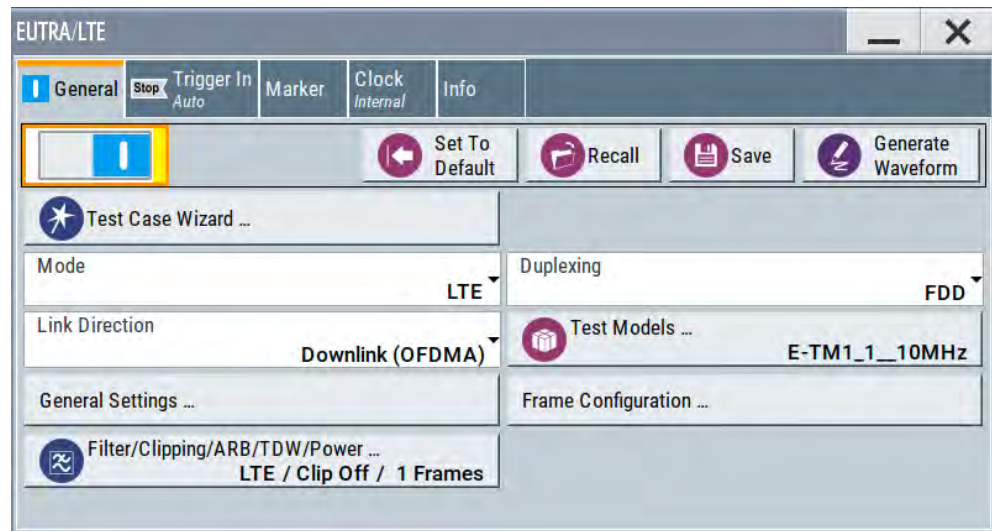 EUTRA/LTE
General
Stop
Trigger In
Auto
Marker
Clock
Internal
Info
Set To
Default
Recall
Save
Generate
Waveform
Test Case Wizard ...
Mode
LTE
Duplexing
FDD
Link Direction
Downlink (OFDMA)
Test Models ...
E-TM1_1__10MHz
General Settings ...
Frame Configuration ...
Filter/Clipping/ARB/TDW/Power ...
LTE / Clip Off / 1 Frames